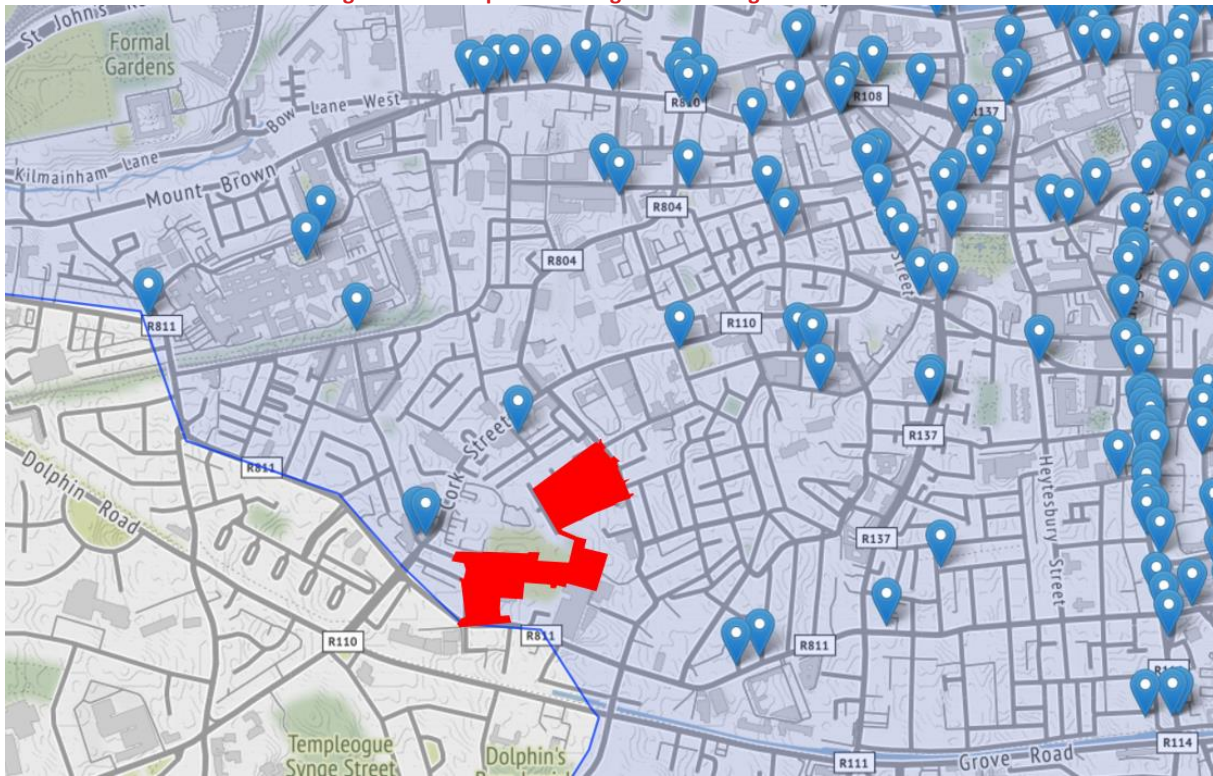 St John's
Formal
Gardens
Bow Lane West
Kilmainham Lane
Mount Brown
R810
R108
R137
R804
R804
R811
R110
Street
R137
Cork Street
R811
Dolphin Road
Heytesbury Street
R137
R811
R811
R110
Templeogue
Synge Street
Dolphin's
R111
Grove Road
R114